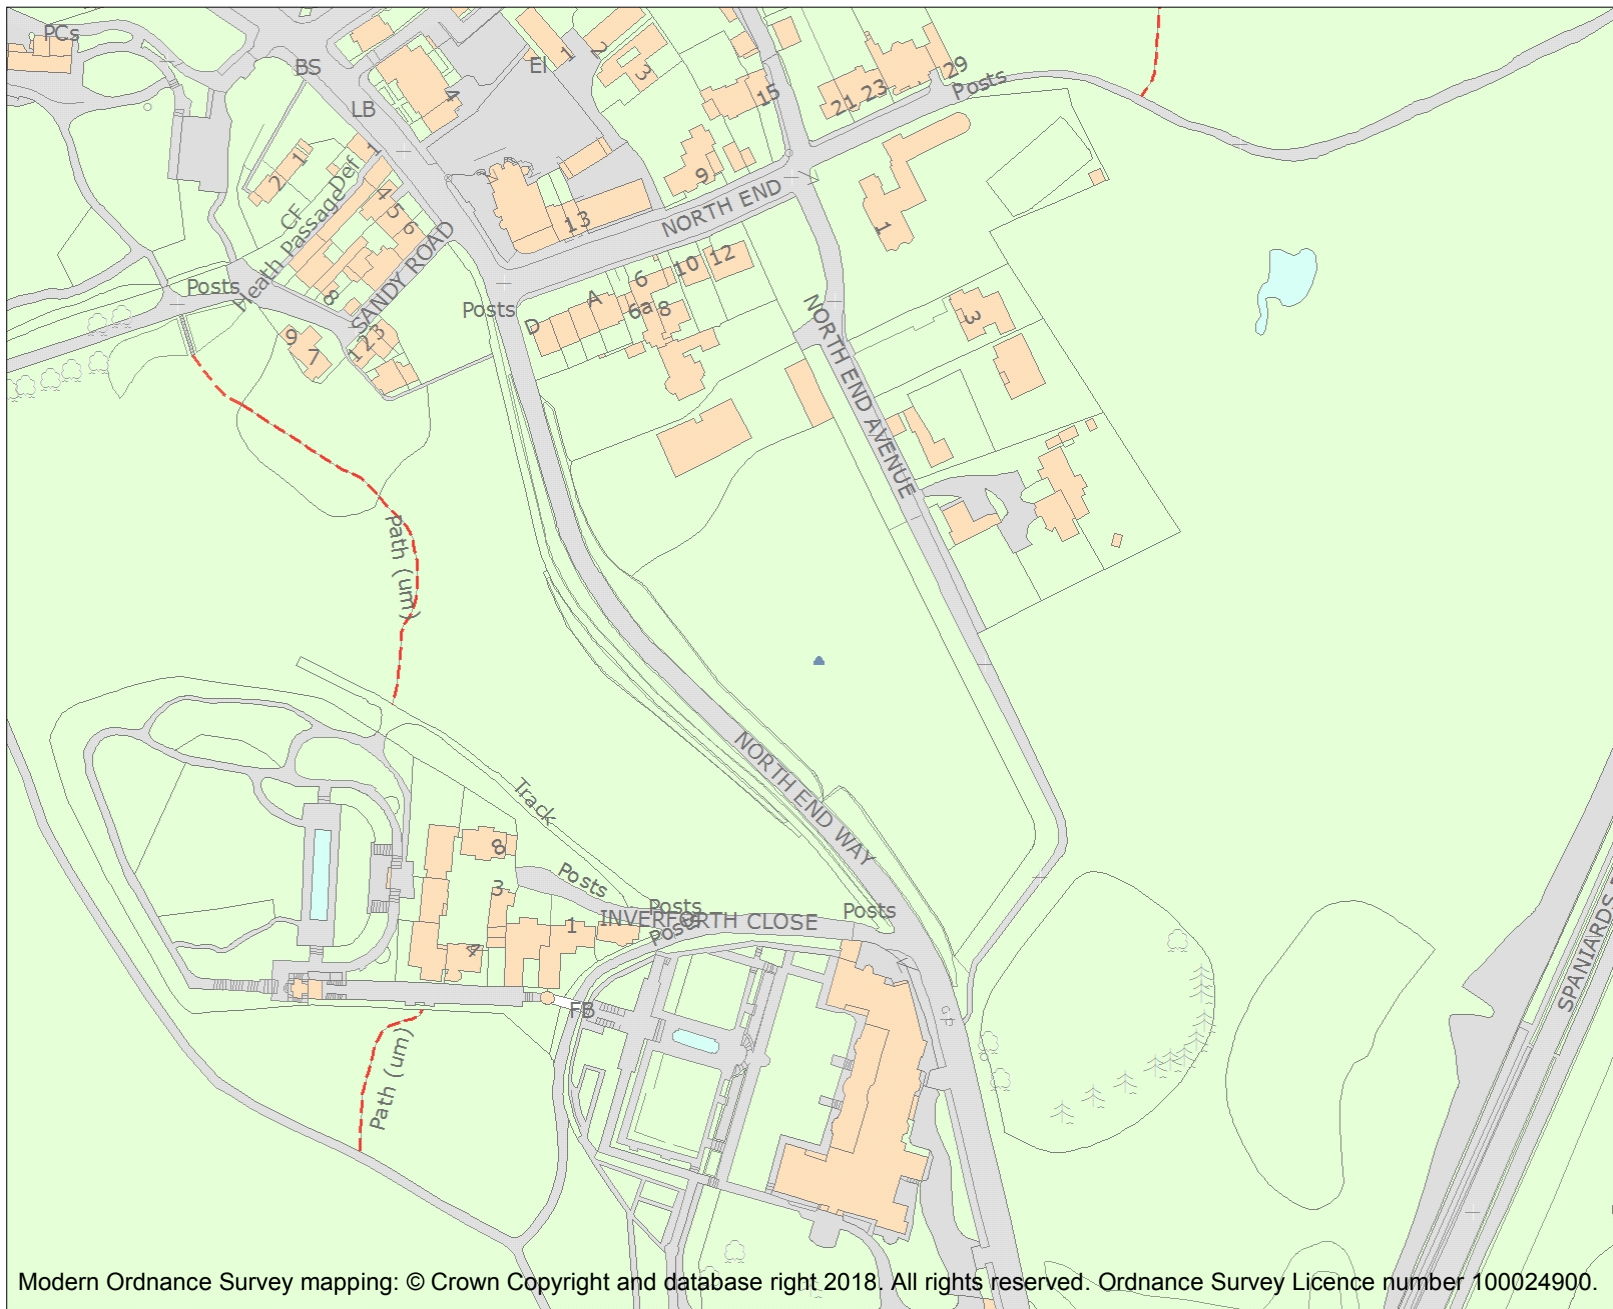 PCs
BS
LB
EI
1
2
3
4
15
21 23
29
Posts
2 1
Def 1
CF
Heath Passage
4
5
6
8
SANDY ROAD
Posts
13
NORTH END
9
1
Posts
D
A
6
6a 8
10
12
9
7
1 2 3
3
NORTH END AVENUE
Path (um)
NORTH END WAY
Track
8
3
Posts
1
4
Posts
INVERFORTH CLOSE
Posts
Posts
FB
GP
Path (um)
SPANIARDS
Modern Ordnance Survey mapping: © Crown Copyright and database right 2018. All rights reserved. Ordnance Survey Licence number 100024900.